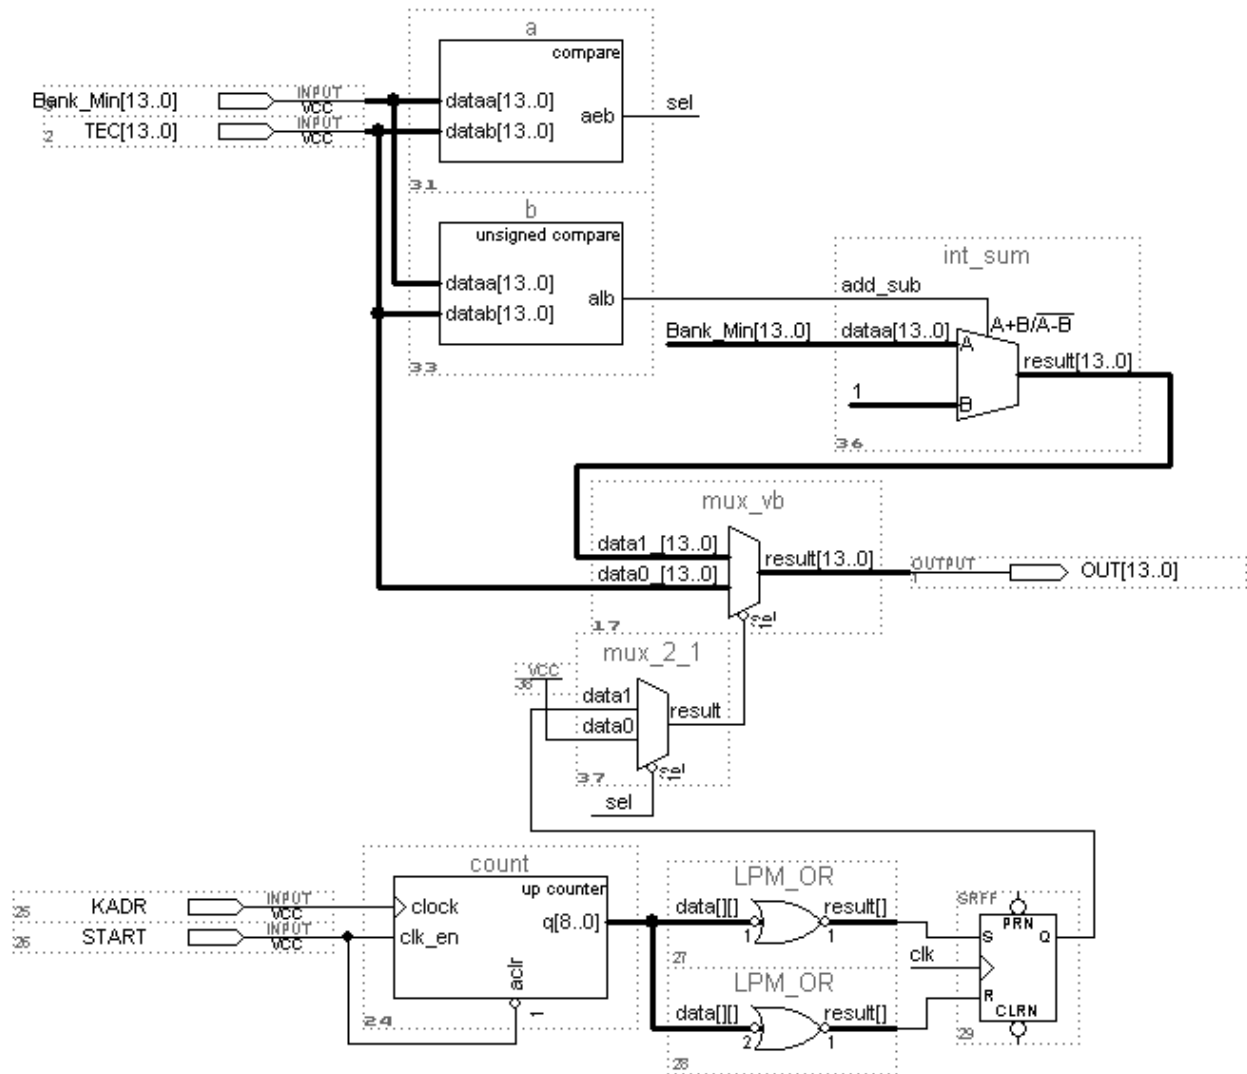 a
compare
Bank_Min[13..0]
INPUT
VCC
dataa[13..0]
aeb
sel
2
TEC[13..0]
INPUT
VCC
datab[13..0]
31
b
unsigned compare
dataa[13..0]
alb
datab[13..0]
33
int_sum
add_sub
A+B/A-B
Bank_Min[13..0]
dataa[13..0]
A
result[13..0]
1
B
36
mux_vb
data1_[13..0]
result[13..0]
data0_[13..0]
OUTPUT
1
OUT[13..0]
17
sel
mux_2_1
VCC
38
data1
result
data0
37
sel
sel
count
up counter
25
KADR
INPUT
VCC
clock
q[8..0]
26
START
INPUT
VCC
clk_en
aclr
1
24
LPM_OR
data[][]
result[]
1
1
27
LPM_OR
data[][]
result[]
2
1
28
SRFF
PRN
S
Q
clk
R
CLRN
29